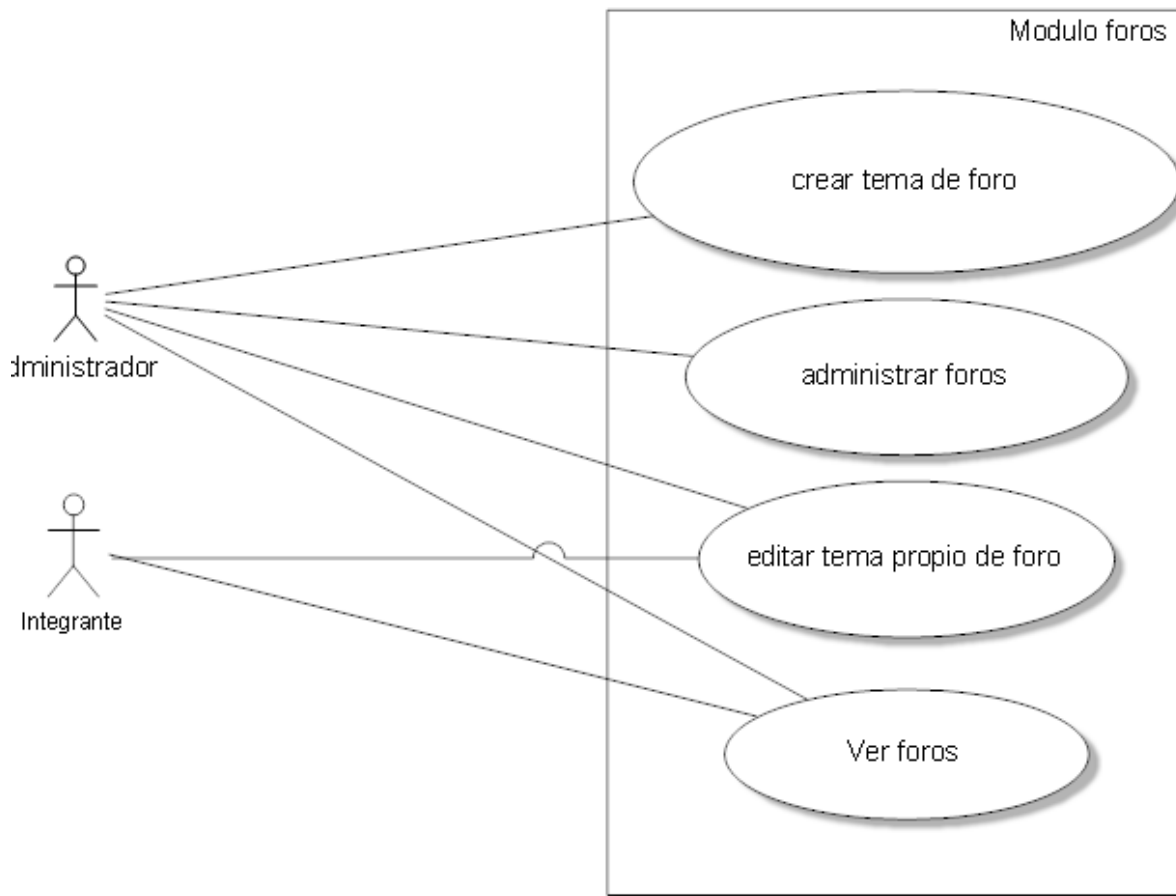 Modulo foros
crear tema de foro
dministrador
administrar foros
editar tema propio de foro
Integrante
Ver foros